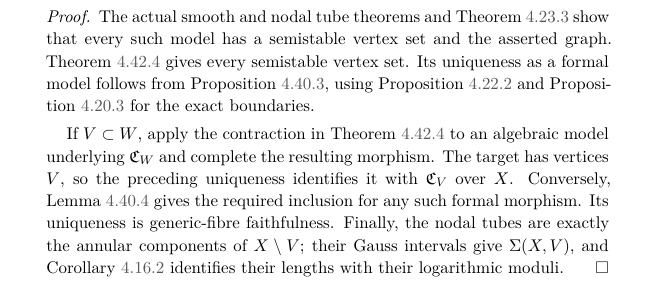 Proof. The actual smooth and nodal tube theorems and Theorem 4.23.3 show
that every such model has a semistable vertex set and the asserted graph.
Theorem 4.42.4 gives every semistable vertex set. Its uniqueness as a formal
model follows from Proposition 4.40.3, using Proposition 4.22.2 and Proposi-
tion 4.20.3 for the exact boundaries.
If V ⊂ W, apply the contraction in Theorem 4.42.4 to an algebraic model
underlying 𝕮_W and complete the resulting morphism. The target has vertices
V, so the preceding uniqueness identifies it with 𝕮_V over X. Conversely,
Lemma 4.40.4 gives the required inclusion for any such formal morphism. Its
uniqueness is generic-fibre faithfulness. Finally, the nodal tubes are exactly
the annular components of X \ V; their Gauss intervals give Σ(X, V), and
Corollary 4.16.2 identifies their lengths with their logarithmic moduli. □